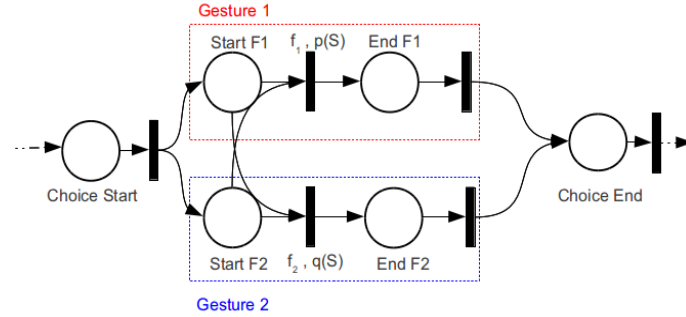 Gesture 1
Start F1
f1 , p(S)
End F1
Choice Start
Choice End
Start F2
f2 , q(S)
End F2
Gesture 2